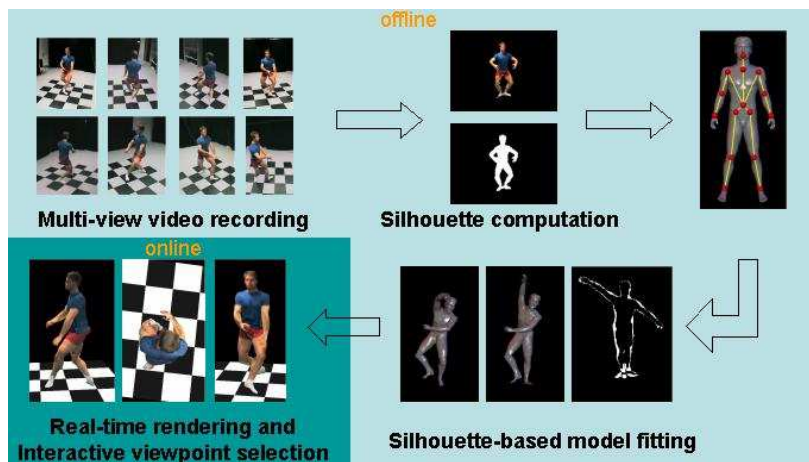 offline
Multi-view video recording
Silhouette computation
online
Real-time rendering and
Interactive viewpoint selection
Silhouette-based model fitting